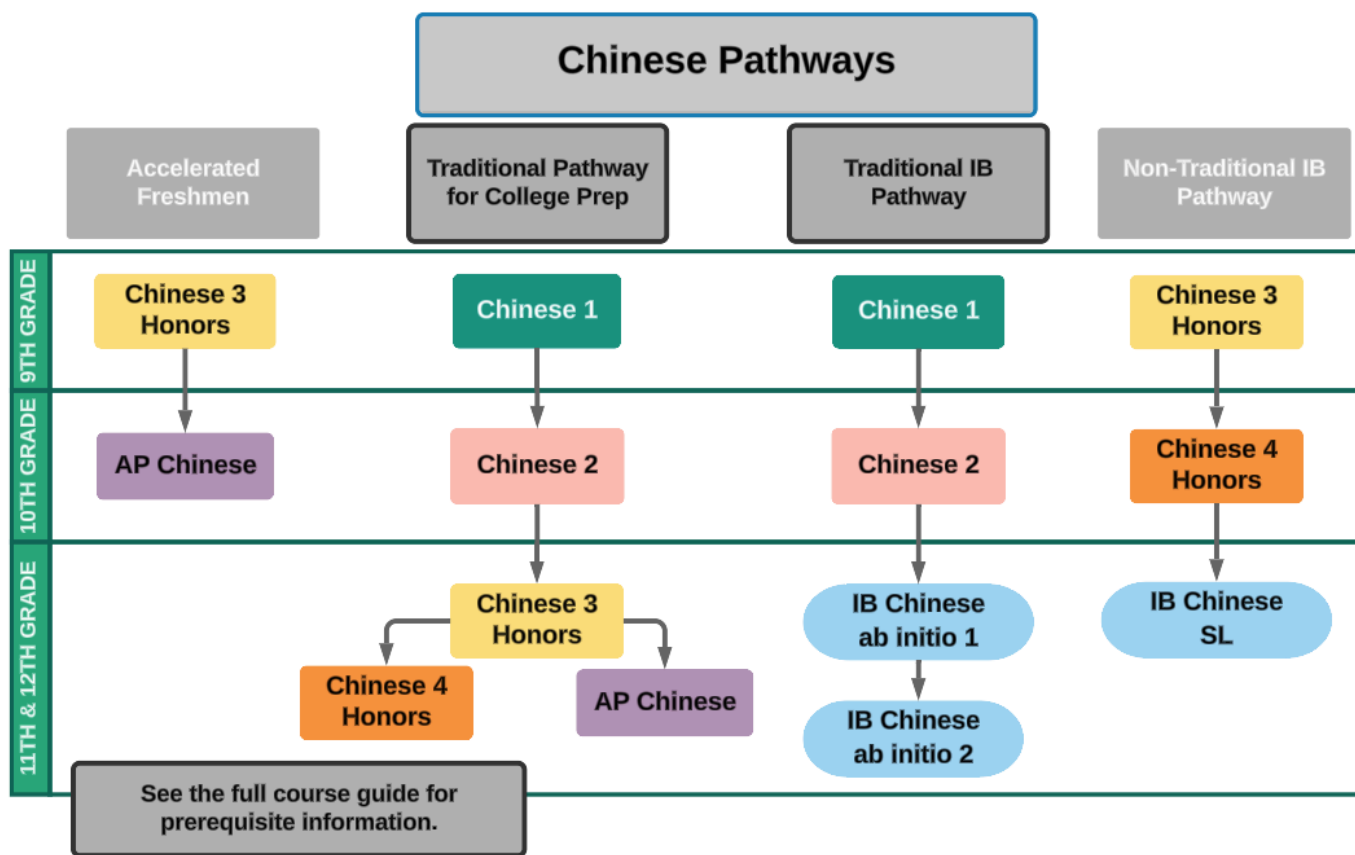 Chinese Pathways
Accelerated
Freshmen
Traditional Pathway
for College Prep
Traditional IB
Pathway
Non-Traditional IB
Pathway
9TH GRADE
Chinese 3
Honors
Chinese 1
Chinese 1
Chinese 3
Honors
10TH GRADE
AP Chinese
Chinese 2
Chinese 2
Chinese 4
Honors
11TH & 12TH GRADE
Chinese 3
Honors
Chinese 4
Honors
AP Chinese
IB Chinese
ab initio 1
IB Chinese
ab initio 2
IB Chinese
SL
See the full course guide for
prerequisite information.